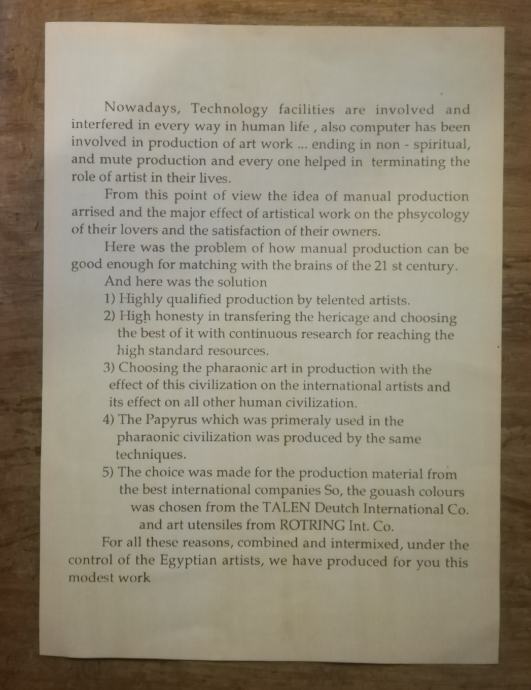 Nowadays, Technology facilities are involved and
interfered in every way in human life , also computer has been
involved in production of art work ... ending in non - spiritual,
and mute production and every one helped in terminating the
role of artist in their lives.
From this point of view the idea of manual production
arrised and the major effect of artistical work on the phsycology
of their lovers and the satisfaction of their owners.
Here was the problem of how manual production can be
good enough for matching with the brains of the 21 st century.
And here was the solution
1) Highly qualified production by telented artists.
2) High honesty in transfering the hericage and choosing
the best of it with continuous research for reaching the
high standard resources.
3) Choosing the pharaonic art in production with the
effect of this civilization on the international artists and
its effect on all other human civilization.
4) The Papyrus which was primeraly used in the
pharaonic civilization was produced by the same
techniques.
5) The choice was made for the production material from
the best international companies So, the gouash colours
was chosen from the TALEN Deutch International Co.
and art utensiles from ROTRING Int. Co.
For all these reasons, combined and intermixed, under the
control of the Egyptian artists, we have produced for you this
modest work